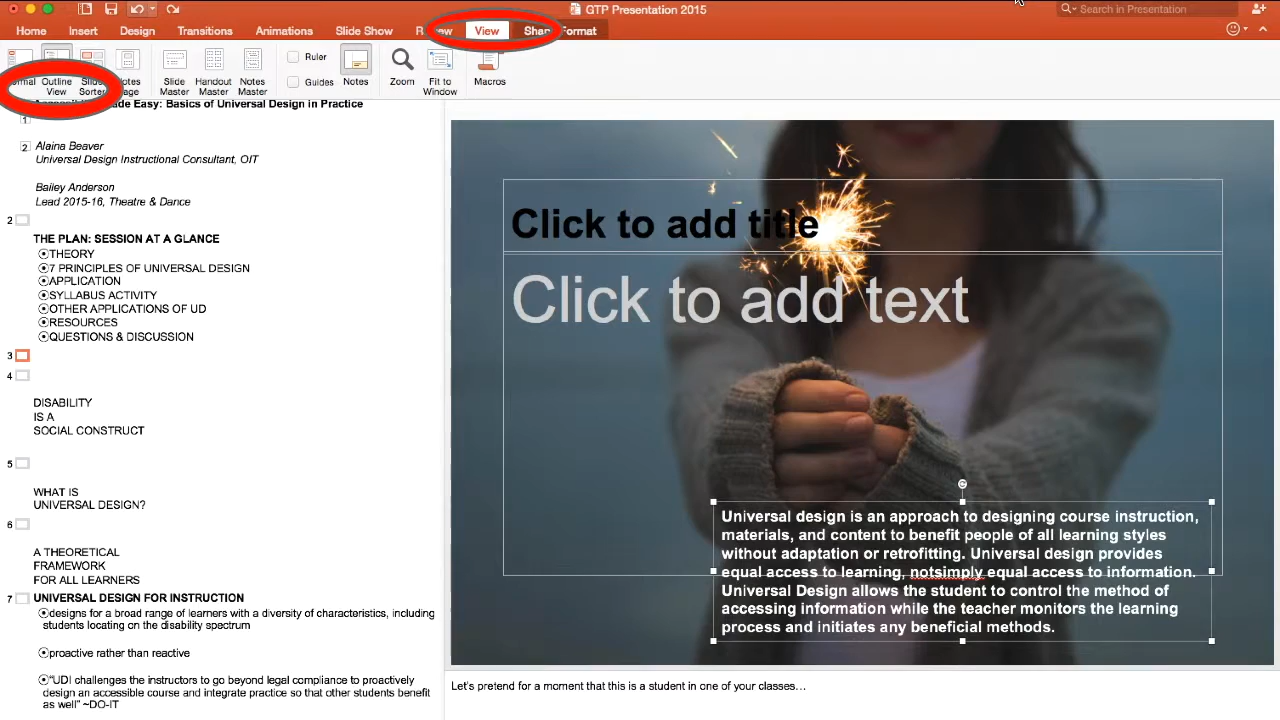 GTP Presentation 2015
Search in Presentation
Home Insert Design Transitions Animations Slide Show View Format
Ruler
Guides
Outline View
Slide Master
Handout Master
Notes Master
Notes
Zoom
Fit to Window
Macros
Made Easy: Basics of Universal Design in Practice
1
2 Alaina Beaver
Universal Design Instructional Consultant, OIT
Bailey Anderson
Lead 2015-16, Theatre & Dance
2
THE PLAN: SESSION AT A GLANCE
THEORY
7 PRINCIPLES OF UNIVERSAL DESIGN
APPLICATION
SYLLABUS ACTIVITY
OTHER APPLICATIONS OF UD
RESOURCES
QUESTIONS & DISCUSSION
3
4
DISABILITY
IS A
SOCIAL CONSTRUCT
5
WHAT IS
UNIVERSAL DESIGN?
6
A THEORETICAL
FRAMEWORK
FOR ALL LEARNERS
7 UNIVERSAL DESIGN FOR INSTRUCTION
designs for a broad range of learners with a diversity of characteristics, including
students locating on the disability spectrum
proactive rather than reactive
“UDI challenges the instructors to go beyond legal compliance to proactively
design an accessible course and integrate practice so that other students benefit
as well” ~DO-IT
Click to add title
Click to add text
Universal design is an approach to designing course instruction,
materials, and content to benefit people of all learning styles
without adaptation or retrofitting. Universal design provides
equal access to learning, notsimply equal access to information.
Universal Design allows the student to control the method of
accessing information while the teacher monitors the learning
process and initiates any beneficial methods.
Let’s pretend for a moment that this is a student in one of your classes…